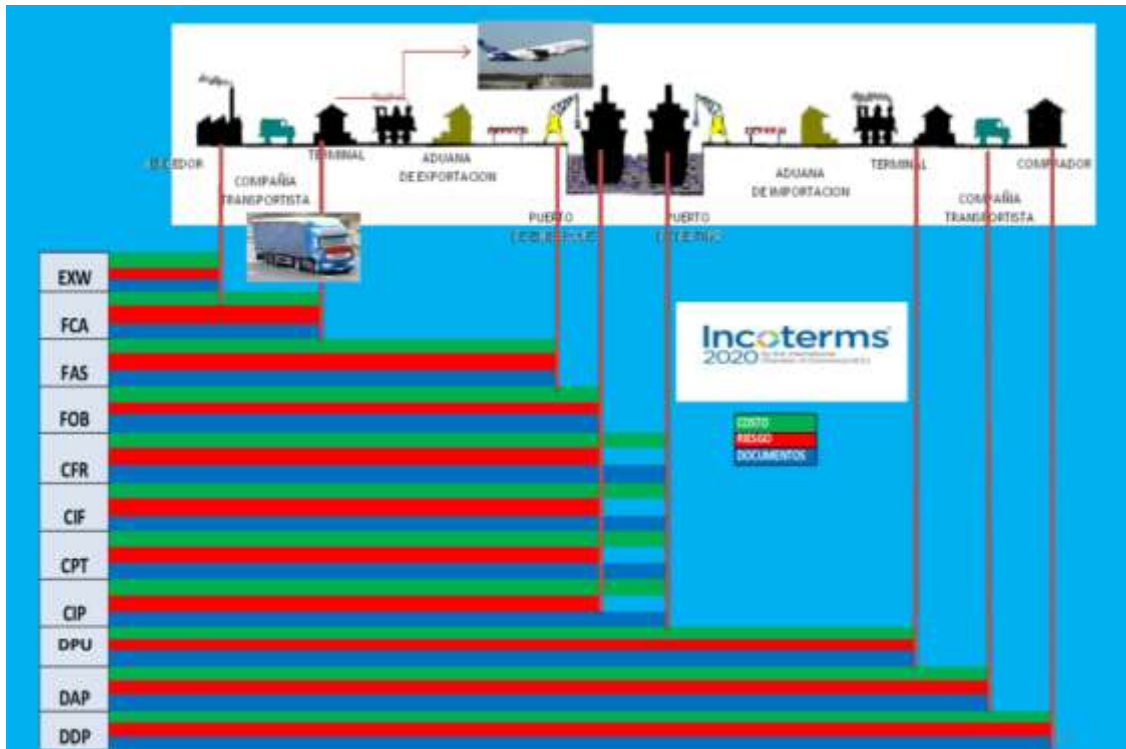 TERMINAL
ADUANA
DE EXPORTACION
COMPAÑIA
TRANSPORTISTA
PUERTO
PUERTO
ADUANA
DE IMPORTACION
TERMINAL
COMPRADOR
COMPAÑIA
TRANSPORTISTA
EXW
FCA
FAS
FOB
CFR
CIF
CPT
CIP
DPU
DAP
DDP
Incoterms
2020
COSTO
RIESGO
DOCUMENTOS